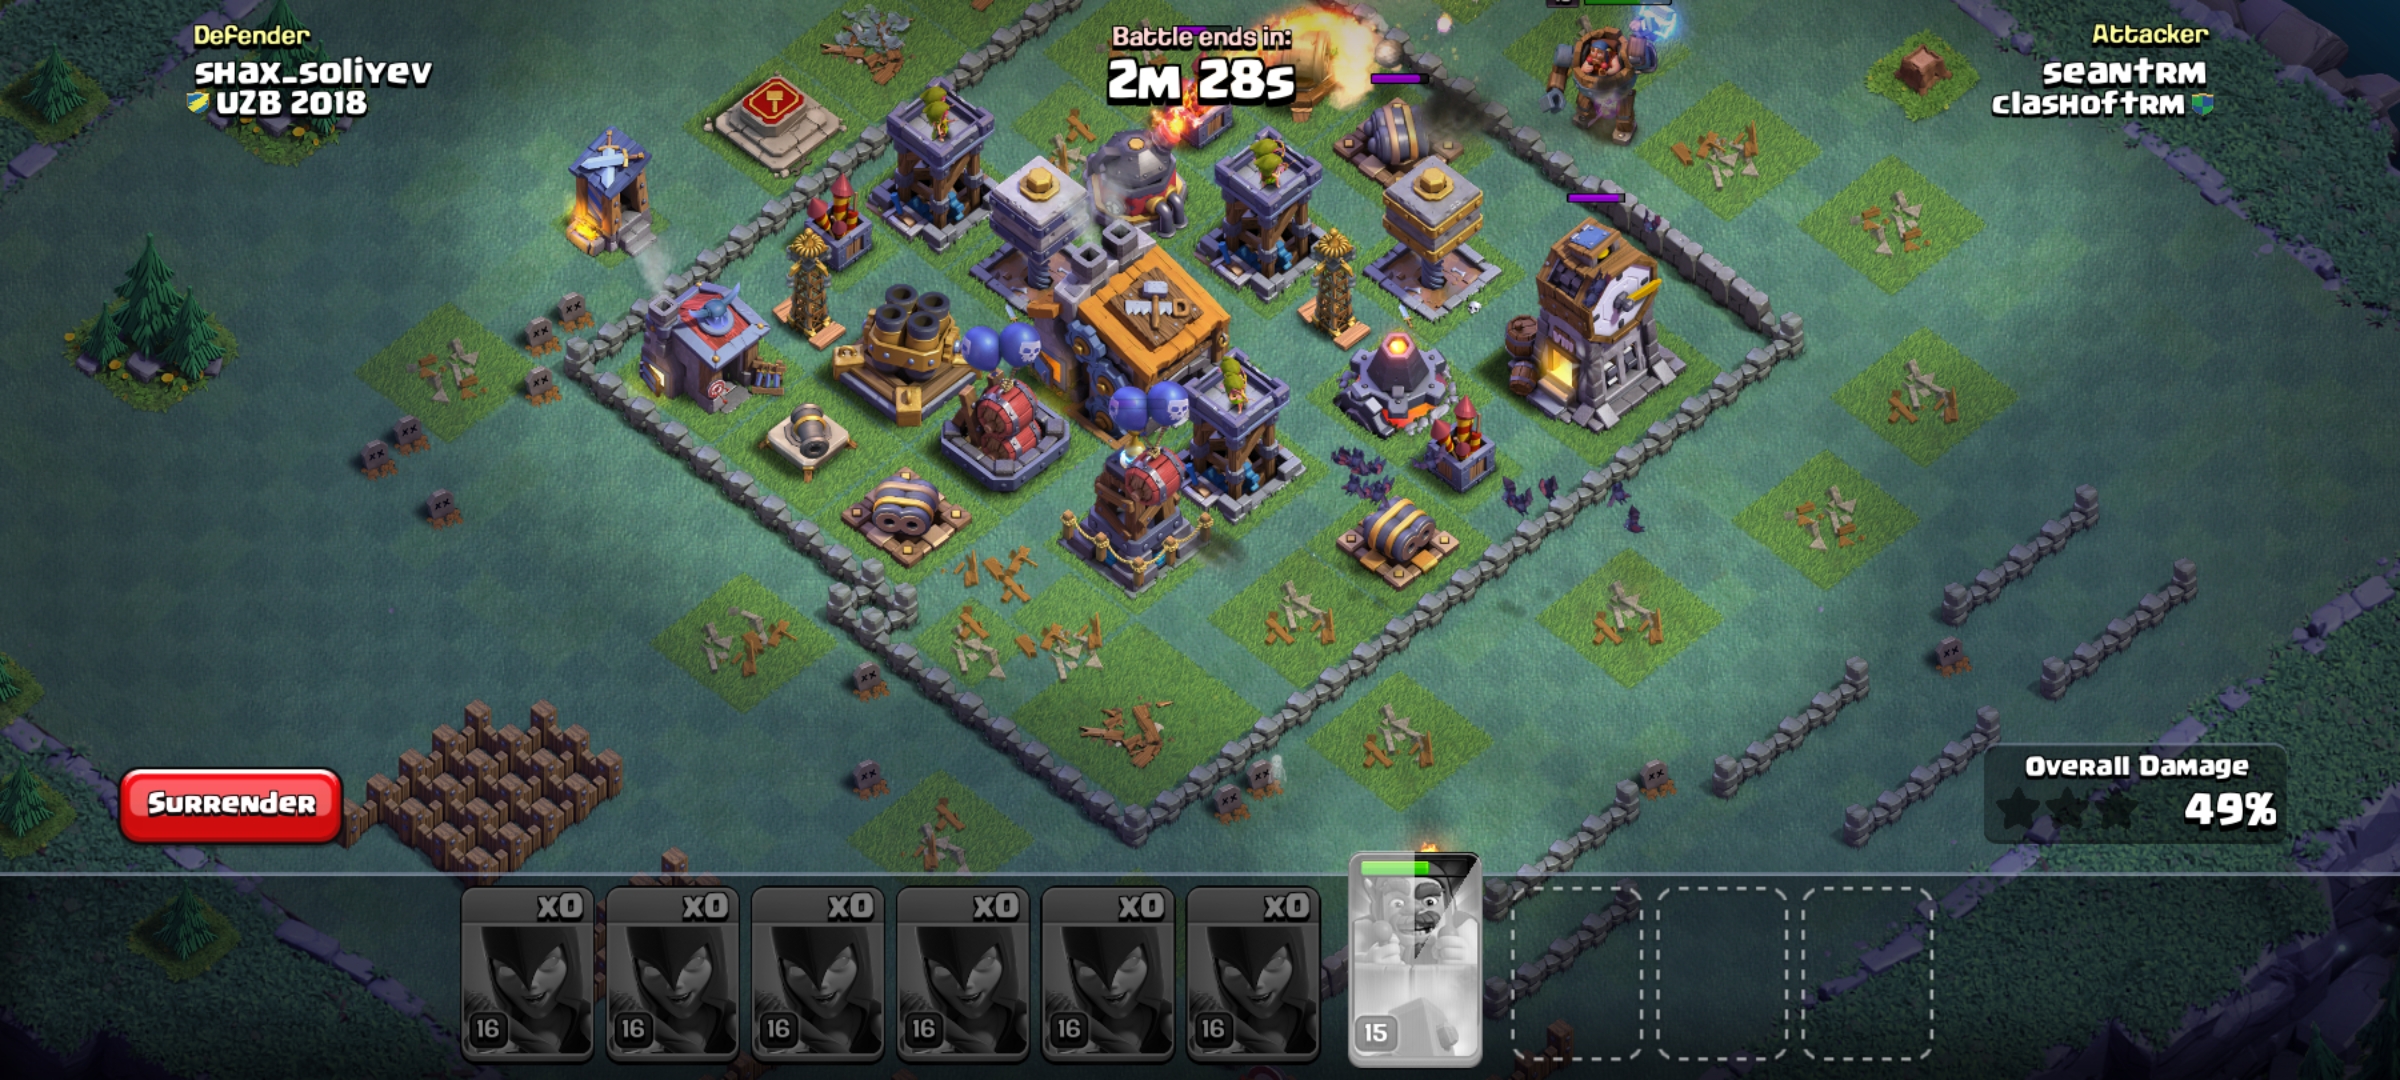 Defender
sHax_soliyev
UZB 2018
Battle ends in:
2M 28s
Attacker
seantRM
clashoftRM
Surrender
Overall Damage
49%
x0
x0
x0
x0
x0
x0
16
16
16
16
16
16
15